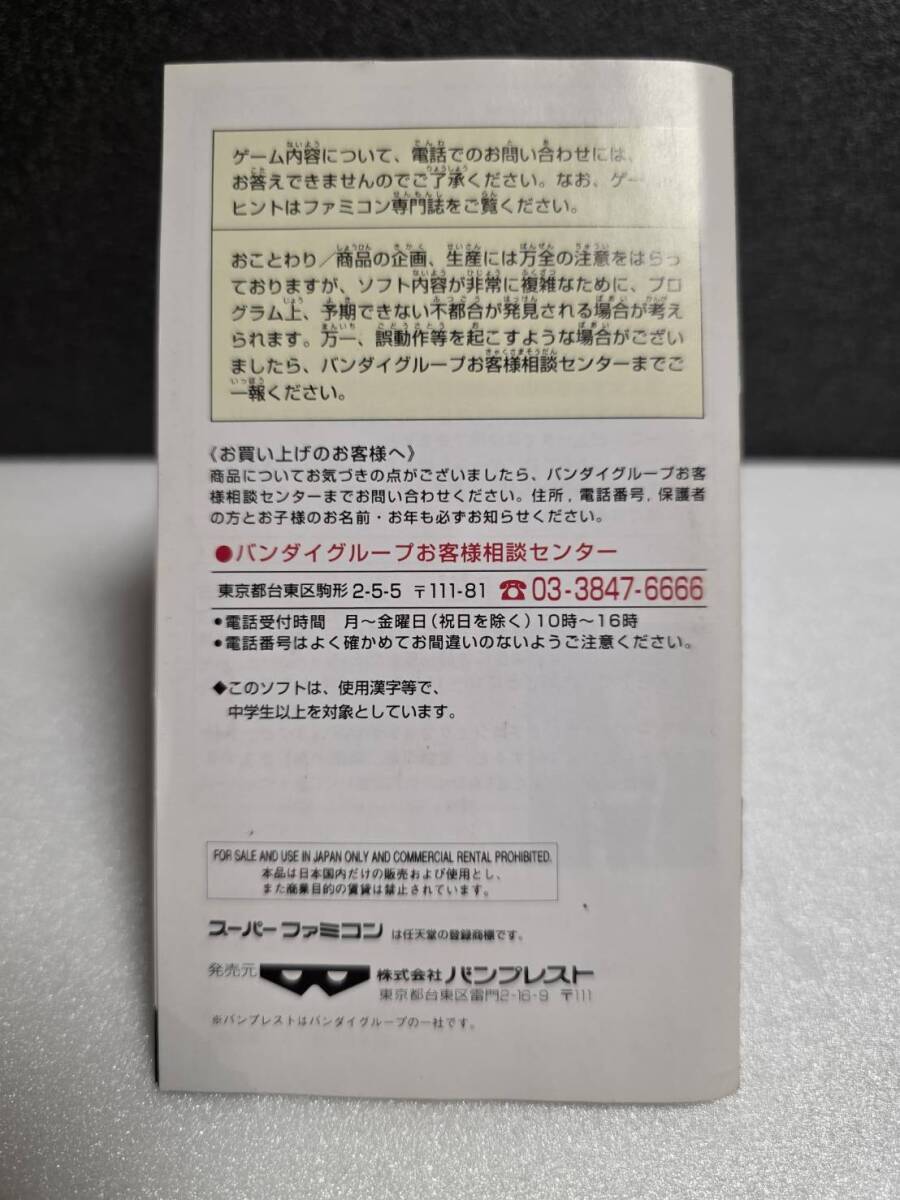 ゲーム内容について、電話でのお問い合わせには、
お答えできませんのでご了承ください。なお、ゲー
ヒントはファミコン専門誌をご覧ください。
おことわり／商品の企画、生産には万全の注意をはらっ
ておりますが、ソフト内容が非常に複雑なために、プロ
グラム上、予期できない不都合が発見される場合が考え
られます。万一、誤動作等を起こすような場合がござい
ましたら、バンダイグループお客様相談センターまでご
一報ください。
《お買い上げのお客様へ》
商品についてお気づきの点がございましたら、バンダイグループお客
様相談センターまでお問い合わせください。住所，電話番号，保護者
の方とお子様のお名前・お年も必ずお知らせください。
●バンダイグループお客様相談センター
東京都台東区駒形2-5-5 〒111-81 ☎03-3847-6666
●電話受付時間 月〜金曜日（祝日を除く）10時〜16時
●電話番号はよく確かめてお間違いのないようご注意ください。
◆このソフトは、使用漢字等で、
中学生以上を対象としています。
FOR SALE AND USE IN JAPAN ONLY AND COMMERCIAL RENTAL PROHIBITED.
本品は日本国内だけの販売および使用とし、
また商業目的の賃貸は禁止されています。
スーパーファミコン は任天堂の登録商標です。
発売元 株式会社 バンプレスト
東京都台東区雷門2-16-9 〒111
※バンプレストはバンダイグループの一社です。